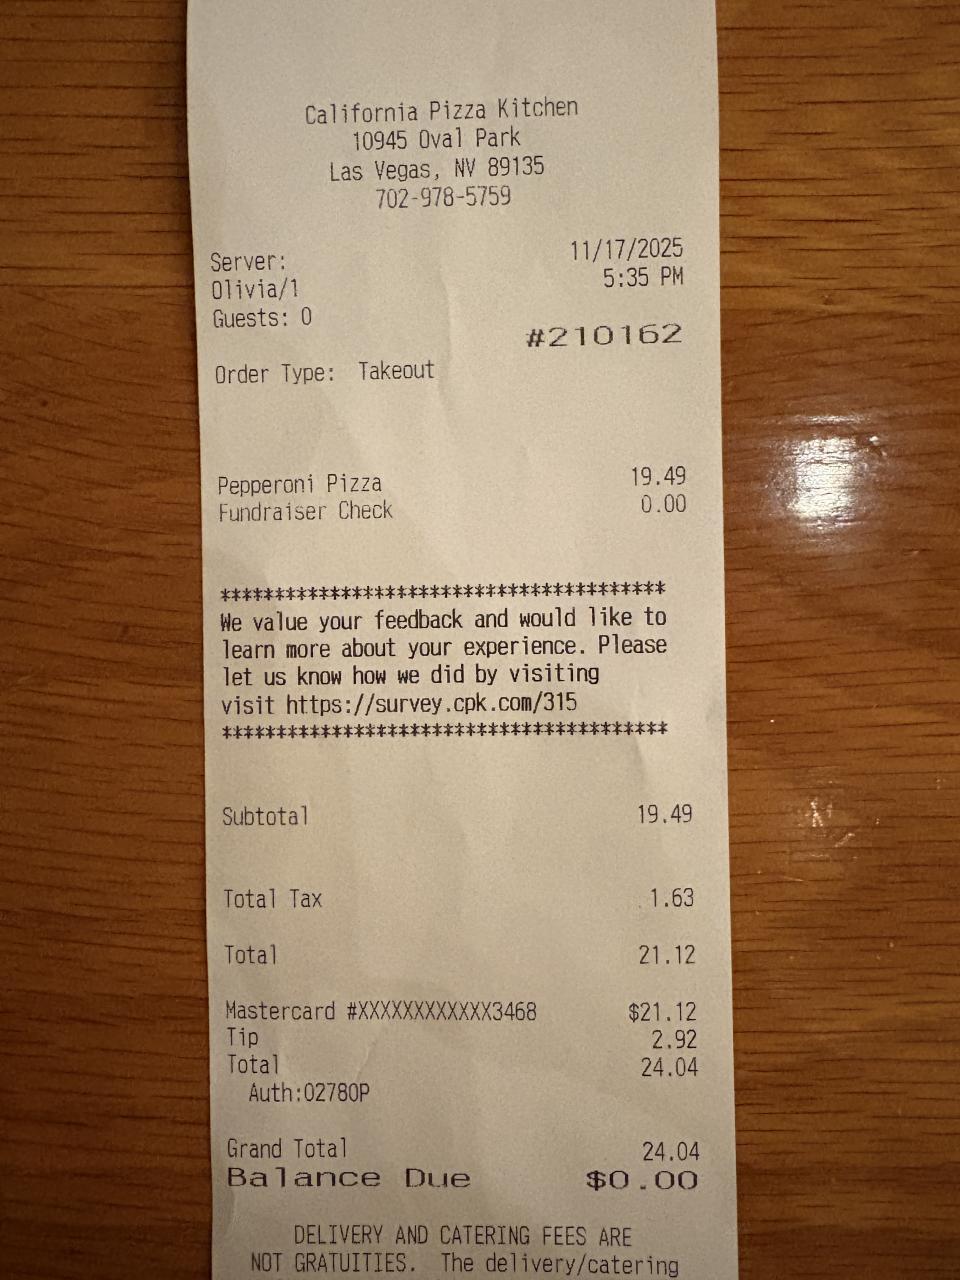 California Pizza Kitchen
10945 Oval Park
Las Vegas, NV 89135
702-978-5759
Server: 11/17/2025
Olivia/1 5:35 PM
Guests: 0
#210162
Order Type: Takeout
Pepperoni Pizza 19.49
Fundraiser Check 0.00
*****************************************
We value your feedback and would like to
learn more about your experience. Please
let us know how we did by visiting
visit https://survey.cpk.com/315
*****************************************
Subtotal 19.49
Total Tax 1.63
Total 21.12
Mastercard #XXXXXXXXXXXX3468 $21.12
Tip 2.92
Total 24.04
Auth:02780P
Grand Total 24.04
Balance Due $0.00
DELIVERY AND CATERING FEES ARE
NOT GRATUITIES. The delivery/catering